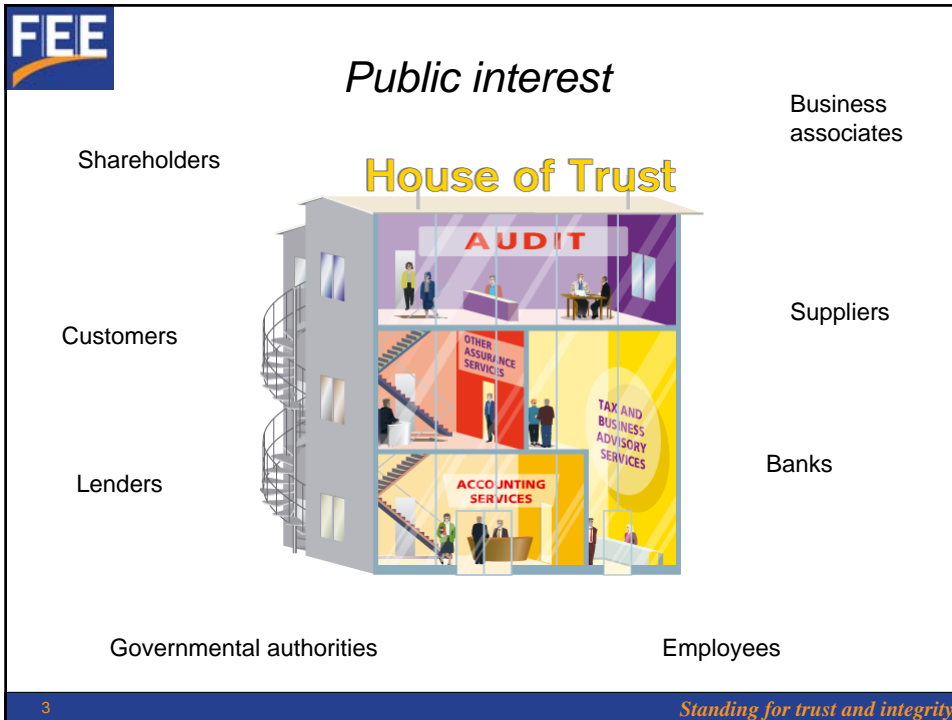 FEE
Public interest
Business
associates
Shareholders
House of Trust
AUDIT
Suppliers
Customers
OTHER
ASSURANCE
SERVICES
TAX AND
BUSINESS
ADVISORY
SERVICES
Banks
Lenders
ACCOUNTING
SERVICES
Governmental authorities
Employees
3
Standing for trust and integrity